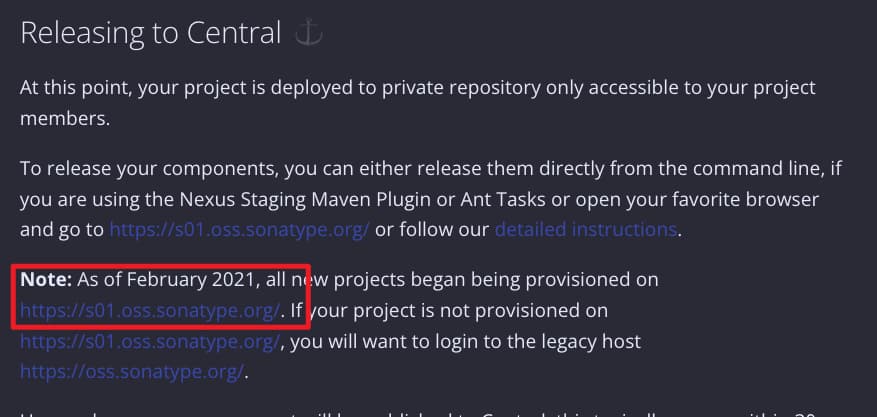 Releasing to Central
At this point, your project is deployed to private repository only accessible to your project
members.
To release your components, you can either release them directly from the command line, if
you are using the Nexus Staging Maven Plugin or Ant Tasks or open your favorite browser
and go to https://s01.oss.sonatype.org/ or follow our detailed instructions.
Note: As of February 2021, all new projects began being provisioned on
https://s01.oss.sonatype.org/. If your project is not provisioned on
https://s01.oss.sonatype.org/, you will want to login to the legacy host
https://oss.sonatype.org/.